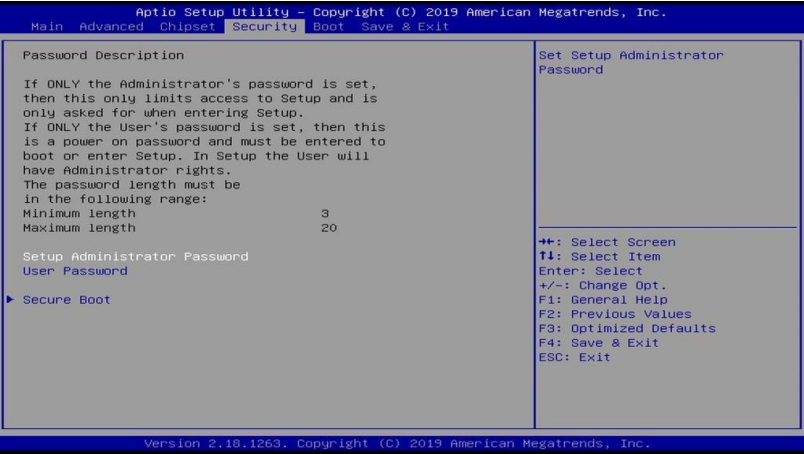 Aptio Setup Utility – Copyright (C) 2019 American Megatrends, Inc.
Main Advanced Chipset Security Boot Save & Exit
Password Description
If ONLY the Administrator's password is set,
then this only limits access to Setup and is
only asked for when entering Setup.
If ONLY the User's password is set, then this
is a power on password and must be entered to
boot or enter Setup. In Setup the User will
have Administrator rights.
The password length must be
in the following range:
Minimum length 3
Maximum length 20
Setup Administrator Password
User Password
► Secure Boot
Set Setup Administrator
Password
→←: Select Screen
↑↓: Select Item
Enter: Select
+/-: Change Opt.
F1: General Help
F2: Previous Values
F3: Optimized Defaults
F4: Save & Exit
ESC: Exit
Version 2.18.1263. Copyright (C) 2019 American Megatrends, Inc.